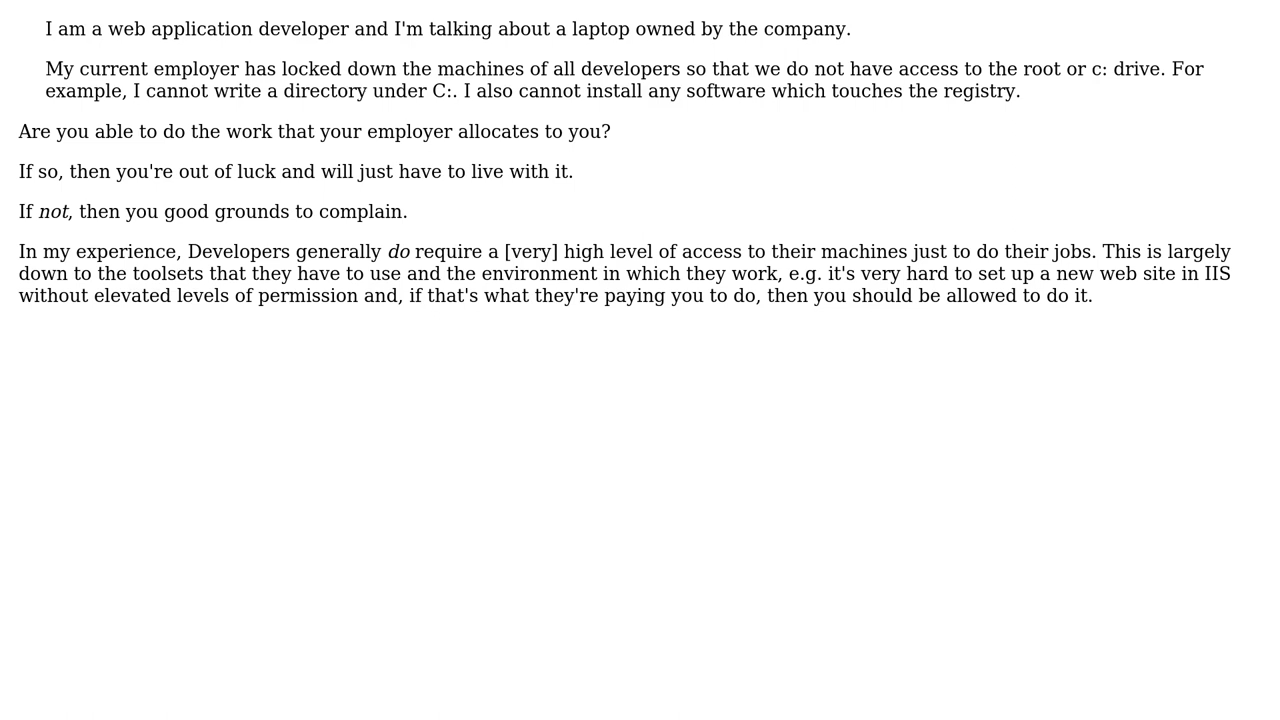 I am a web application developer and I'm talking about a laptop owned by the company.
My current employer has locked down the machines of all developers so that we do not have access to the root or c: drive. For
example, I cannot write a directory under C:. I also cannot install any software which touches the registry.
Are you able to do the work that your employer allocates to you?
If so, then you're out of luck and will just have to live with it.
If not, then you good grounds to complain.
In my experience, Developers generally do require a [very] high level of access to their machines just to do their jobs. This is largely
down to the toolsets that they have to use and the environment in which they work, e.g. it's very hard to set up a new web site in IIS
without elevated levels of permission and, if that's what they're paying you to do, then you should be allowed to do it.